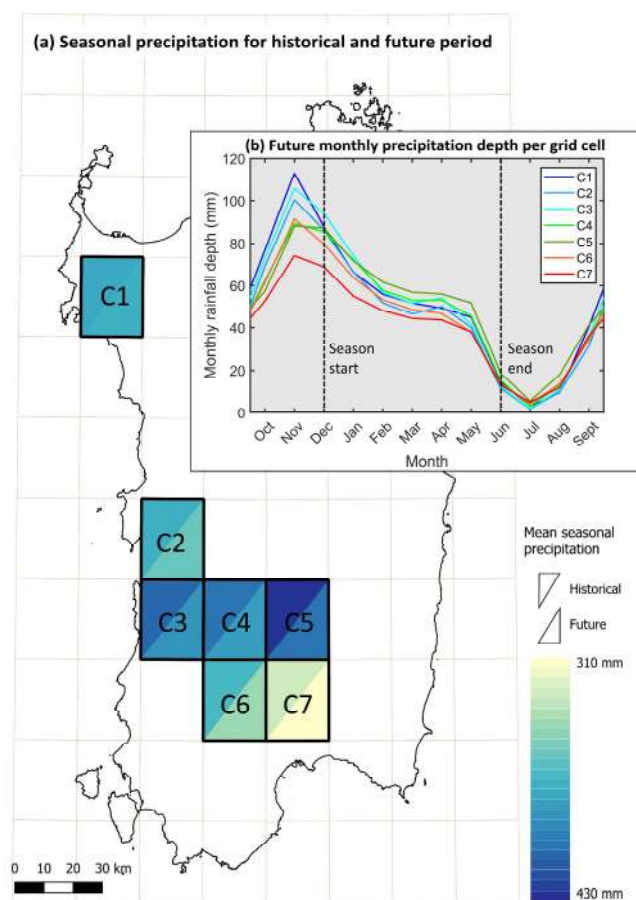 (a) Seasonal precipitation for historical and future period
(b) Future monthly precipitation depth per grid cell
120
100
80
60
40
20
0
Monthly rainfall depth (mm)
C1
C2
C3
C4
C5
C6
C7
Season
start
Season
end
Oct
Nov
Dec
Jan
Feb
Mar
Apr
May
Jun
Jul
Aug
Sept
Month
C1
C2
C3
C4
C5
C6
C7
Mean seasonal
precipitation
Historical
Future
310 mm
430 mm
0 10 20 30 km